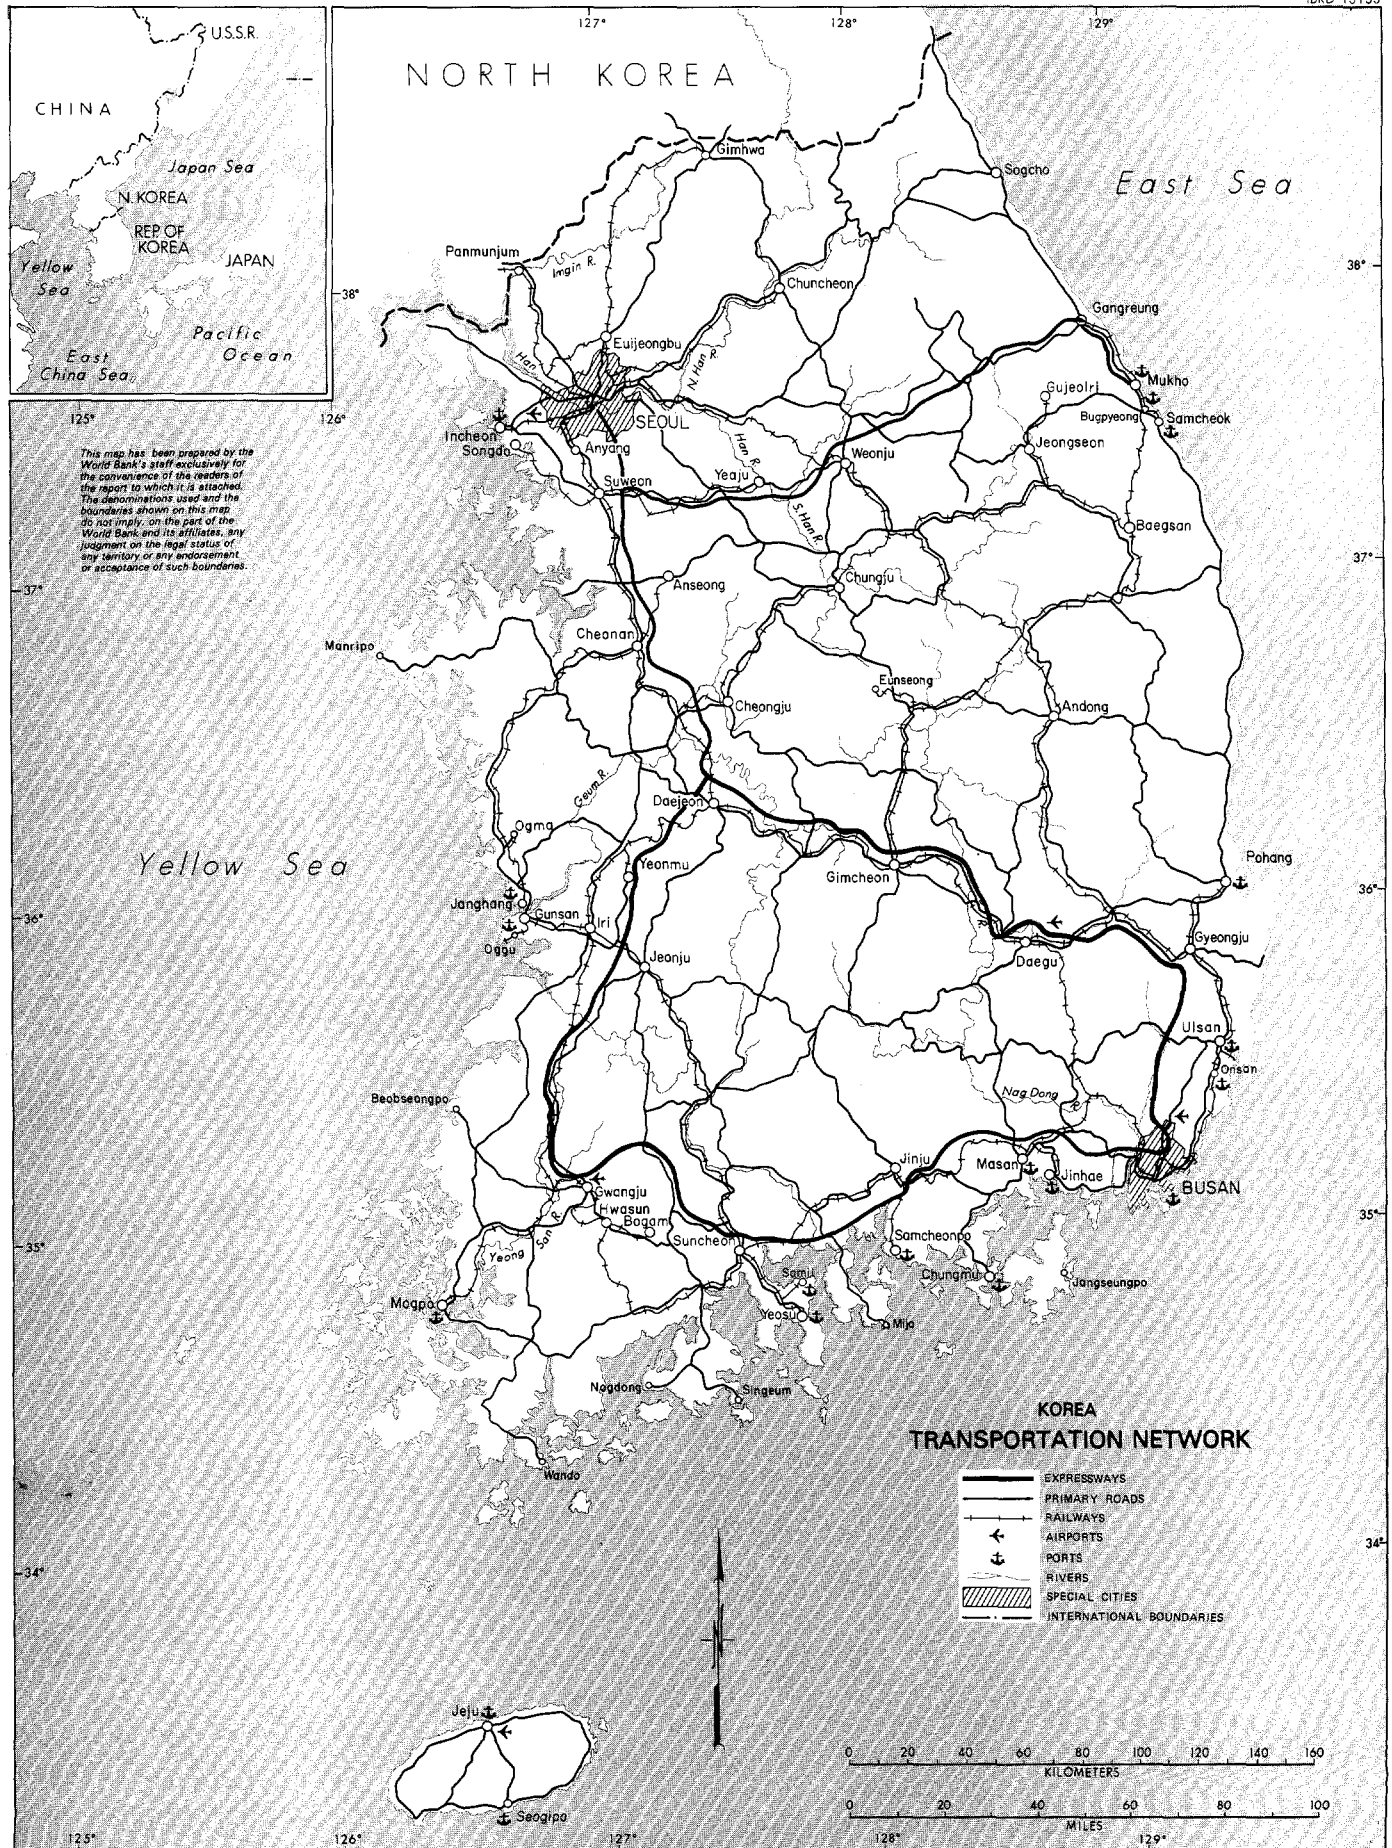 127°
128°
129°
U.S.S.R.
NORTH KOREA
CHINA
Japan Sea
N. KOREA
REP. OF
KOREA
JAPAN
Yellow
Sea
Pacific
Ocean
East
China Sea
125°
126°
38°
38°
This map has been prepared by the
World Bank's staff exclusively for
the convenience of the readers of
the report to which it is attached.
The denominations used and the
boundaries shown on this map
do not imply, on the part of the
World Bank and its affiliates, any
judgment on the legal status of
any territory or any endorsement
or acceptance of such boundaries.
Gimhwa
Sogcho
East Sea
Panmunjum
Imgin R.
Chuncheon
Gangreung
Euijeongbu
Han
N. Han R.
Mukho
Gujeolri
Bugpyeong
Samcheok
SEOUL
Incheon
Songdo
Anyang
Han R.
Weonju
Jeongseon
Suweon
Yeaju
S. Han R.
Baegsan
37°
37°
Anseong
Chungju
Cheonan
Manripo
Eunseong
Cheongju
Andong
Geum R.
Daejeon
Ogma
Yellow Sea
Yeonmu
Gimcheon
Pohang
36°
36°
Janghang
Gunsan
Iri
Oggu
Jeonju
Daegu
Gyeongju
Ulsan
Onsan
Beobseongpo
Nag Dong R.
Jinju
Masan
Jinhae
BUSAN
Gwangju
Hwasun
Bogam
San R.
Yeong
Suncheon
35°
35°
Samcheonpo
Samil
Chungmu
Jangseungpo
Mogpo
Yeosu
Mijo
Nogdong
Singeum
Wando
KOREA
TRANSPORTATION NETWORK
EXPRESSWAYS
PRIMARY ROADS
RAILWAYS
AIRPORTS
PORTS
RIVERS
SPECIAL CITIES
INTERNATIONAL BOUNDARIES
34°
34°
N
Jeju
Seogipo
0 20 40 60 80 100 120 140 160
KILOMETERS
0 20 40 60 80 100
MILES
125°
126°
127°
128°
129°